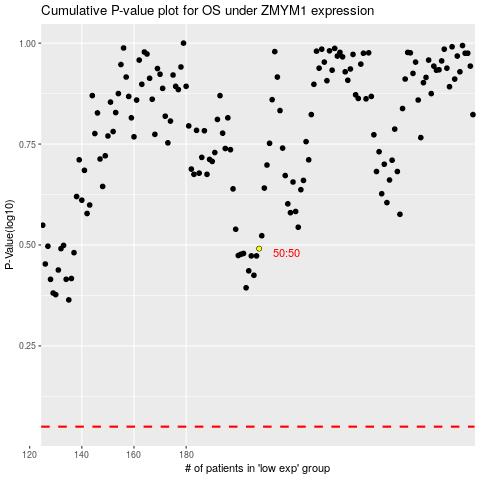 Cumulative P-value plot for OS under ZMYM1 expression
P-Value(log10)
1.00
0.75
0.50
0.25
50:50
120 140 160 180
# of patients in 'low exp' group